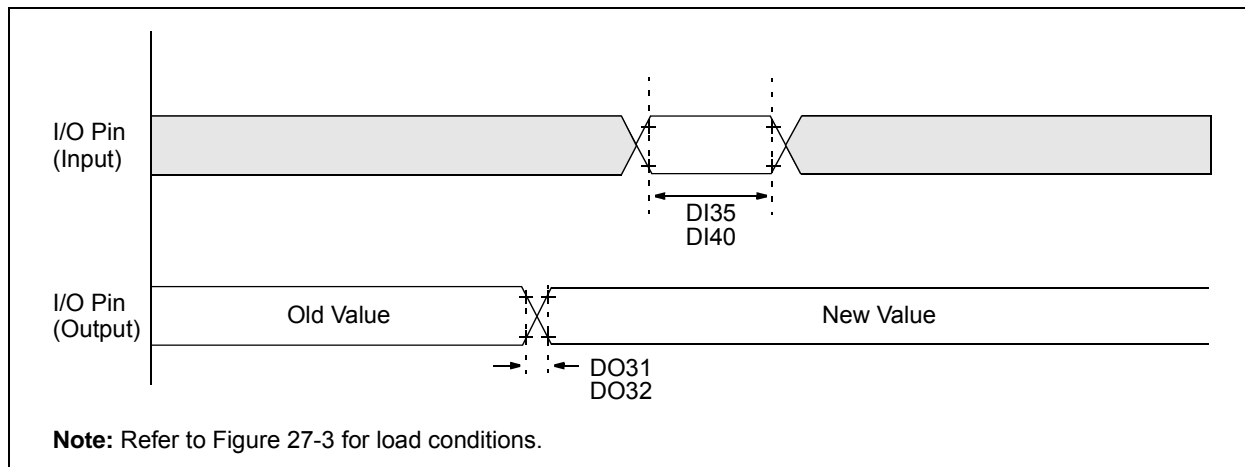 I/O Pin
(Input)
DI35
DI40
I/O Pin
(Output)
Old Value
New Value
DO31
DO32
Note: Refer to Figure 27-3 for load conditions.